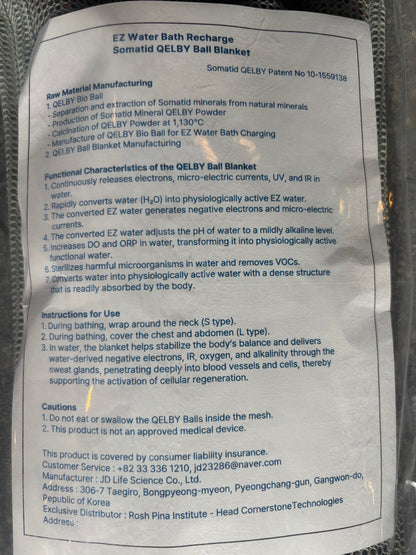 EZ Water Bath Recharge
Somatid QELBY Ball Blanket
Somatid QELBY Patent No 10-1559138
Raw Material Manufacturing
1. QELBY Bio Ball
- Separation and extraction of Somatid minerals from natural minerals
- Production of Somatid Mineral QELBY Powder
- Calcination of QELBY Powder at 1,130°C
- Manufacture of QELBY Bio Ball for EZ Water Bath Charging
2. QELBY Ball Blanket Manufacturing
Functional Characteristics of the QELBY Ball Blanket
1. Continuously releases electrons, micro-electric currents, UV, and IR in
water.
2. Rapidly converts water (H₂O) into physiologically active EZ water.
3. The converted EZ water generates negative electrons and micro-electric
currents.
4. The converted EZ water adjusts the pH of water to a mildly alkaline level.
5. Increases DO and ORP in water, transforming it into physiologically active
functional water.
6. Sterilizes harmful microorganisms in water and removes VOCs.
7. Converts water into physiologically active water with a dense structure
that is readily absorbed by the body.
Instructions for Use
1. During bathing, wrap around the neck (S type).
2. During bathing, cover the chest and abdomen (L type).
3. In water, the blanket helps stabilize the body's balance and delivers
water-derived negative electrons, IR, oxygen, and alkalinity through the
sweat glands, penetrating deeply into blood vessels and cells, thereby
supporting the activation of cellular regeneration.
Cautions
1. Do not eat or swallow the QELBY Balls inside the mesh.
2. This product is not an approved medical device.
This product is covered by consumer liability insurance.
Customer Service : +82 33 336 1210, jd23286@naver.com
Manufacturer : JD Life Science Co., Ltd.
Address : 306-7 Taegiro, Bongpyeong-myeon, Pyeongchang-gun, Gangwon-do,
Pepublic of Korea
Exclusive Distributor : Rosh Pina Institute - Head CornerstoneTechnologies
Address :